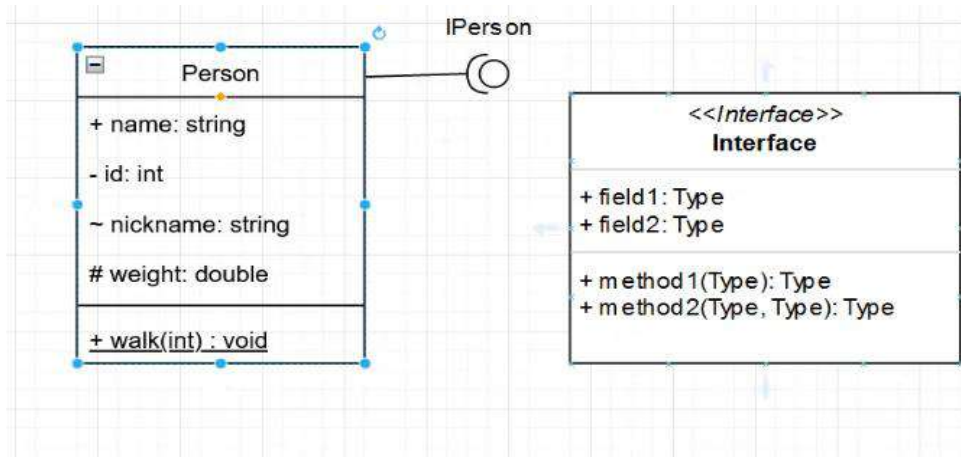 IPerson
Person
+ name: string
- id: int
~ nickname: string
# weight: double
+ walk(int) : void
<<Interface>>
Interface
+ field1: Type
+ field2: Type
+ method1(Type): Type
+ method2(Type, Type): Type